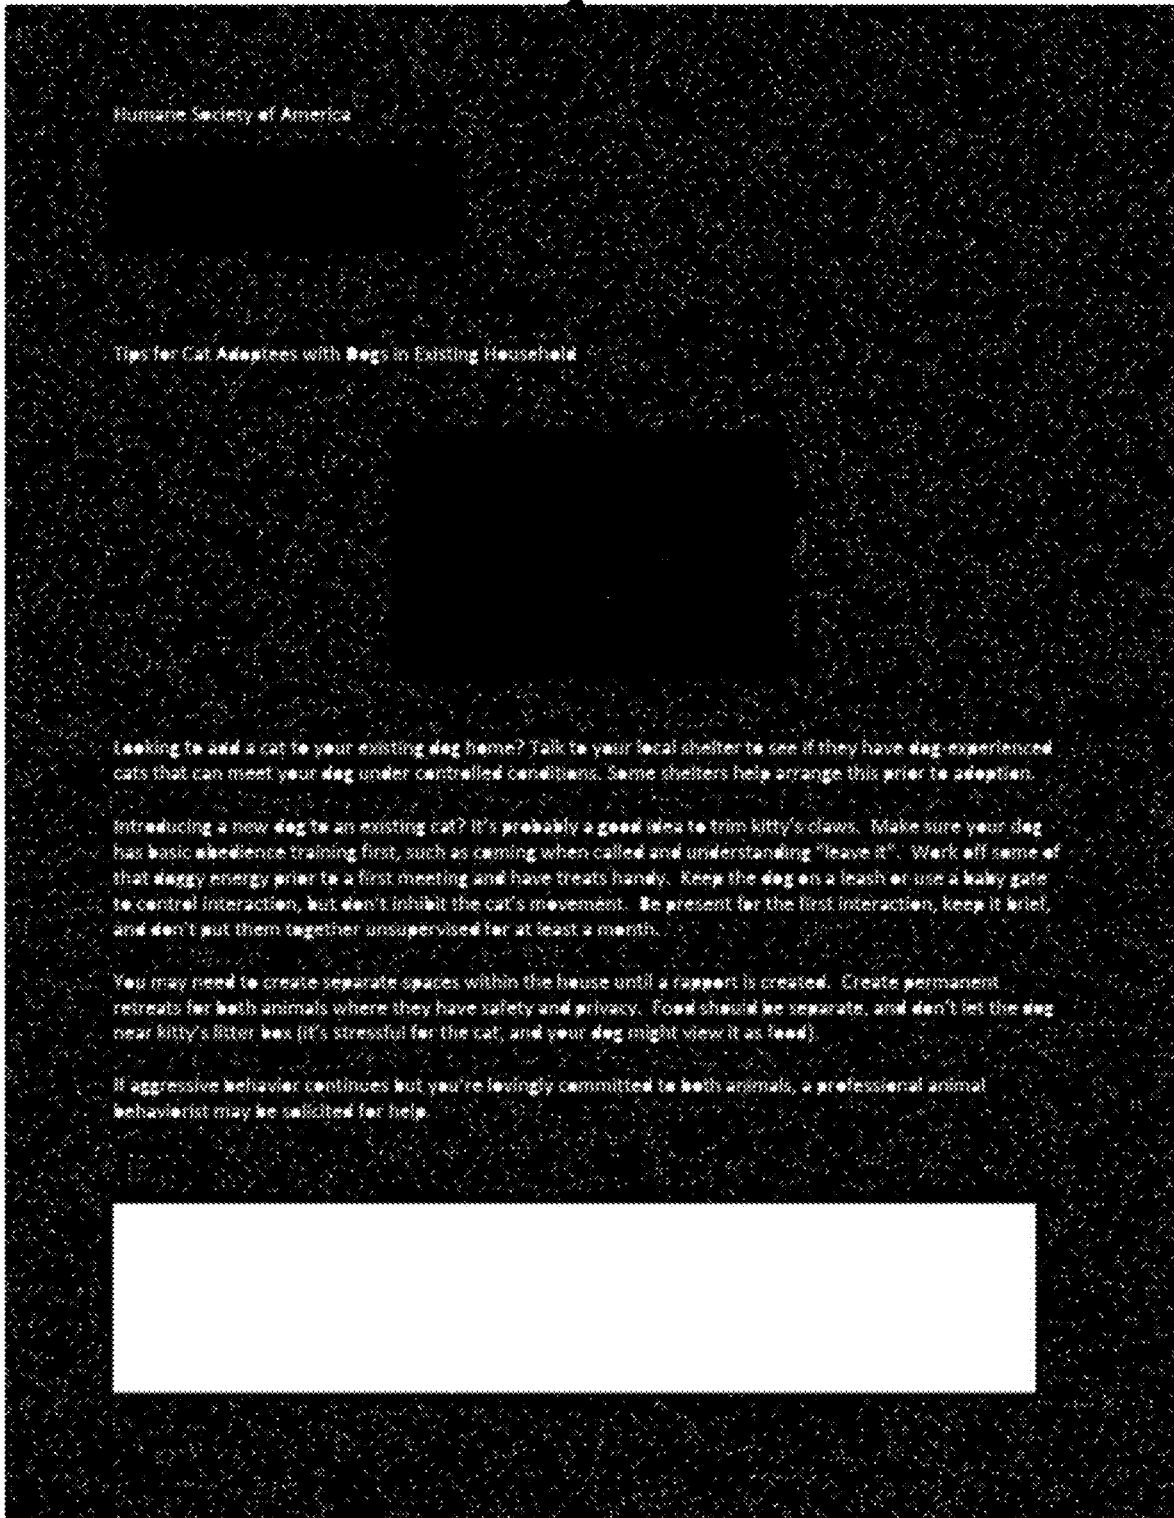 Humane Society of America
Tips for Cat Adoptees with Dogs in Existing Household
Looking to add a cat to your existing dog home? Talk to your local shelter to see if they have dog-experienced
cats that can meet your dog under controlled conditions. Some shelters help arrange this prior to adoption.
Introducing a new dog to an existing cat? It's probably a good idea to trim kitty's claws.  Make sure your dog
has basic obedience training first, such as coming when called and understanding "leave it".  Work off some of
that doggy energy prior to a first meeting and have treats handy.  Keep the dog on a leash or use a baby gate
to control interaction, but don't inhibit the cat's movement.  Be present for the first interaction, keep it brief,
and don't put them together unsupervised for at least a month.
You may need to create separate spaces within the house until a rapport is created.  Create permanent
retreats for both animals where they have safety and privacy.  Food should be separate, and don't let the dog
near kitty's litter box (it's stressful for the cat, and your dog might view it as food).
If aggressive behavior continues but you're lovingly committed to both animals, a professional animal
behaviorist may be solicited for help.